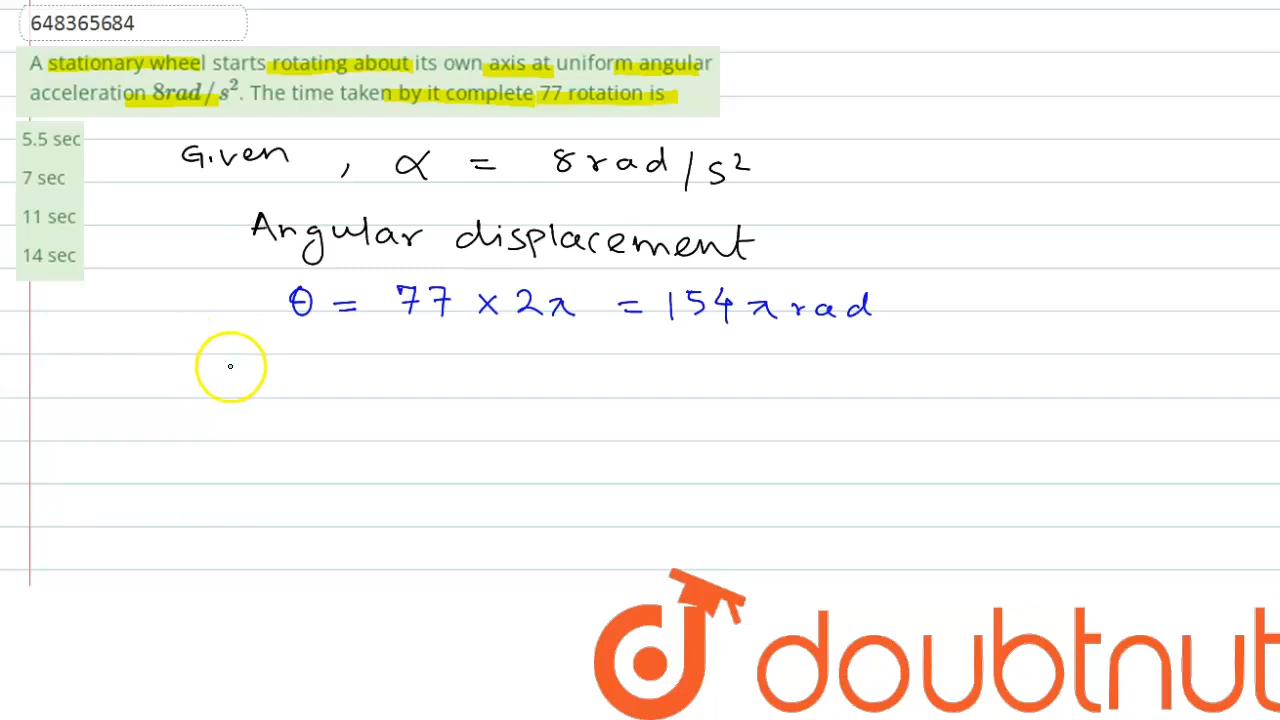 648365684
A stationary wheel starts rotating about its own axis at uniform angular
acceleration 8rad/s². The time taken by it complete 77 rotation is
5.5 sec
7 sec
11 sec
14 sec
Given , α = 8 rad/s²
Angular displacement
θ = 77 × 2π = 154 π rad
doubtnut